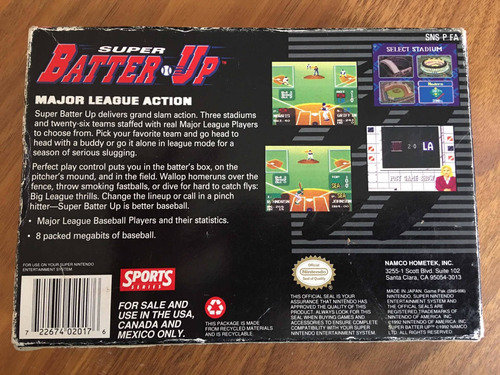 SNS P FA
SUPER
BATTER UP™
SELECT STADIUM
MAJOR LEAGUE ACTION
Super Batter Up delivers grand slam action. Three stadiums
and twenty-six teams staffed with real Major League Players
to choose from. Pick your favorite team and go head to
head with a buddy or go it alone in league mode for a
season of serious slugging.
Perfect play control puts you in the batter's box, on the
pitcher's mound, and in the field. Wallop homeruns over the
fence, throw smoking fastballs, or dive for hard to catch flys:
Big League thrills. Change the lineup or call in a pinch
hitter—Super Batter Up is better baseball.
• Major League Baseball Players and their statistics.
• 8 packed megabits of baseball.
LA
FOR USE ON YOUR SUPER NINTENDO
ENTERTAINMENT SYSTEM
7 22674 02017 6
SPORTS
SERIES
FOR SALE AND
USE IN THE USA,
CANADA AND
MEXICO ONLY.
THIS PACKAGE IS MADE
FROM RECYCLED MATERIALS
AND IS RECYCLABLE.
Official
Nintendo
Seal of Quality
THIS OFFICIAL SEAL IS YOUR
ASSURANCE THAT NINTENDO HAS
APPROVED THE QUALITY OF THIS
PRODUCT. ALWAYS LOOK FOR THIS
SEAL WHEN BUYING GAMES AND
ACCESSORIES TO ENSURE COMPLETE
COMPATIBILITY WITH YOUR SUPER
NINTENDO ENTERTAINMENT SYSTEM.
NAMCO HOMETEK, INC.
3255-1 Scott Blvd. Suite 102
Santa Clara, CA 95054-3013
MADE IN JAPAN. Game Pak (SNS-006)
NINTENDO, SUPER NINTENDO
ENTERTAINMENT SYSTEM AND
THE OFFICIAL SEALS ARE
REGISTERED TRADEMARKS OF
NINTENDO OF AMERICA INC.
©1992 NINTENDO OF AMERICA INC.
SUPER BATTER UP™ ©1992 NAMCO
LTD. ALL RIGHTS RESERVED.